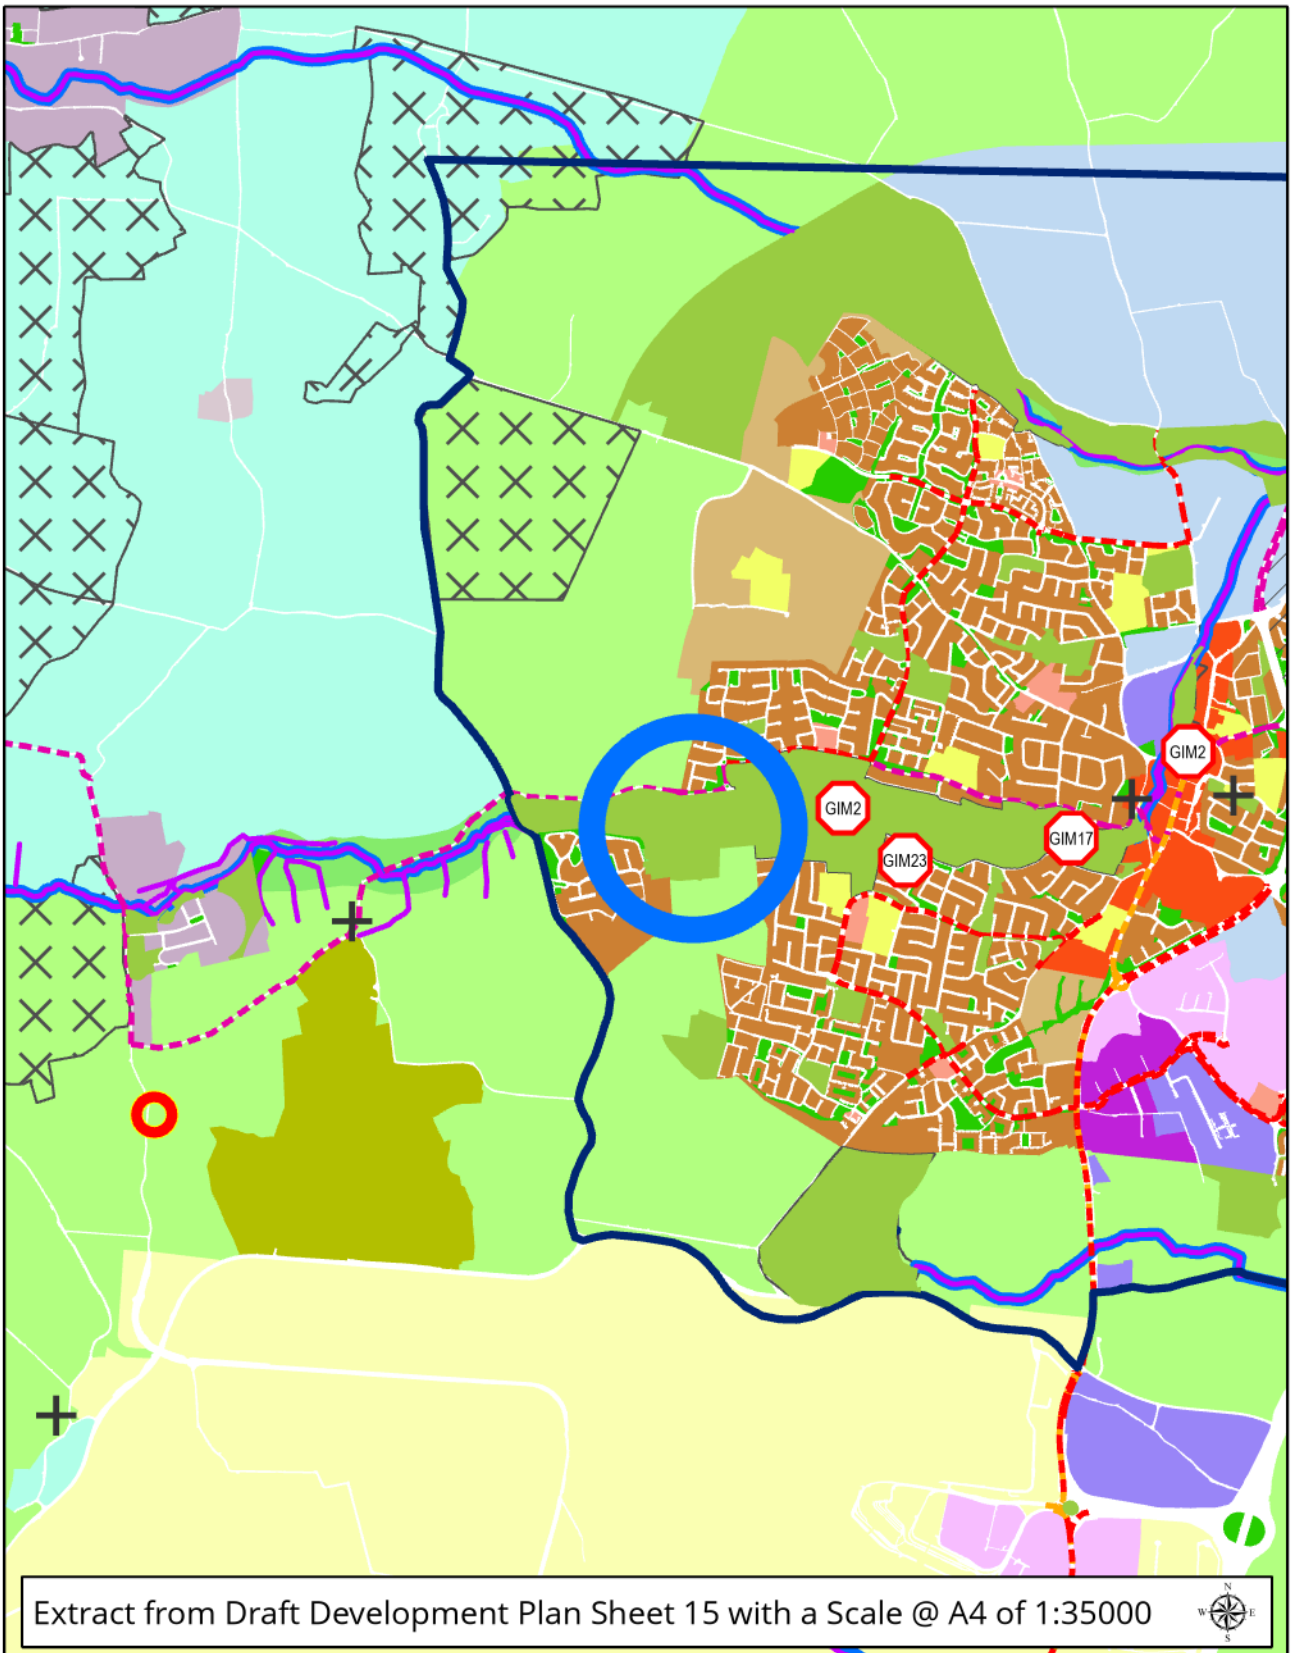 GIM2
GIM2
GIM17
GIM23
Extract from Draft Development Plan Sheet 15 with a Scale @ A4 of 1:35000
N
W E
S